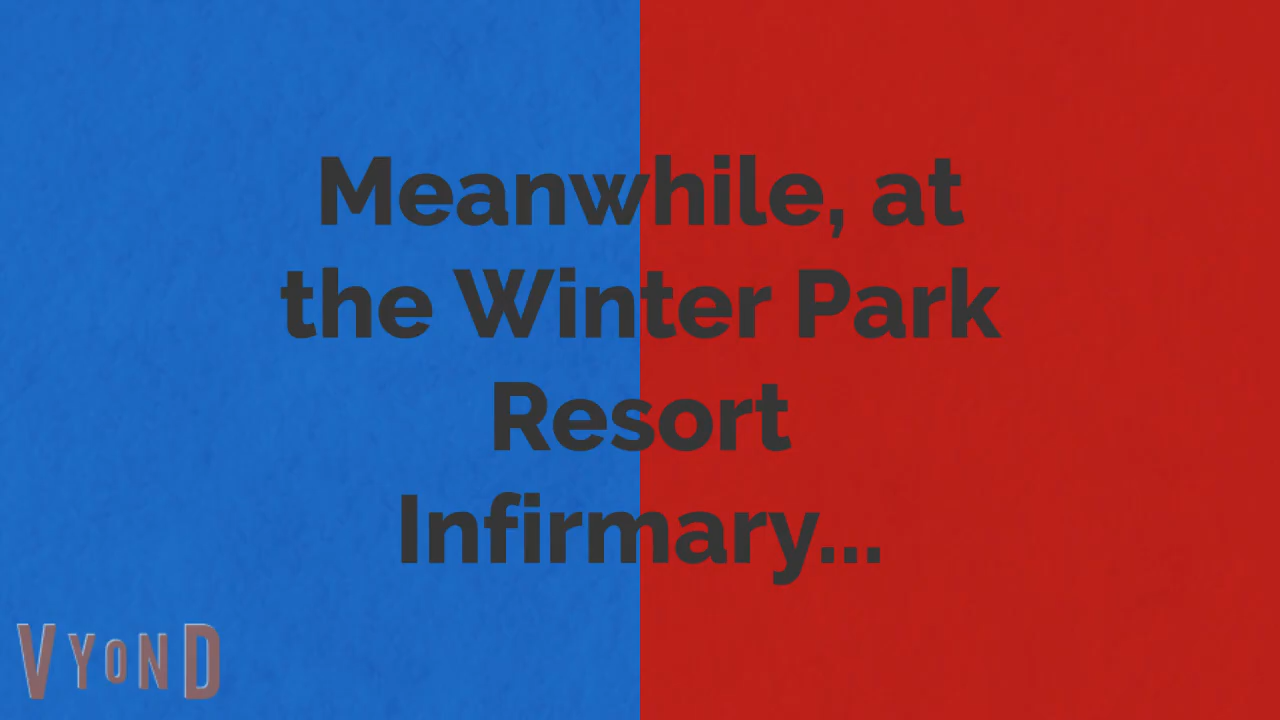 Meanwhile, at
the Winter Park
Resort
Infirmary...
VYOND